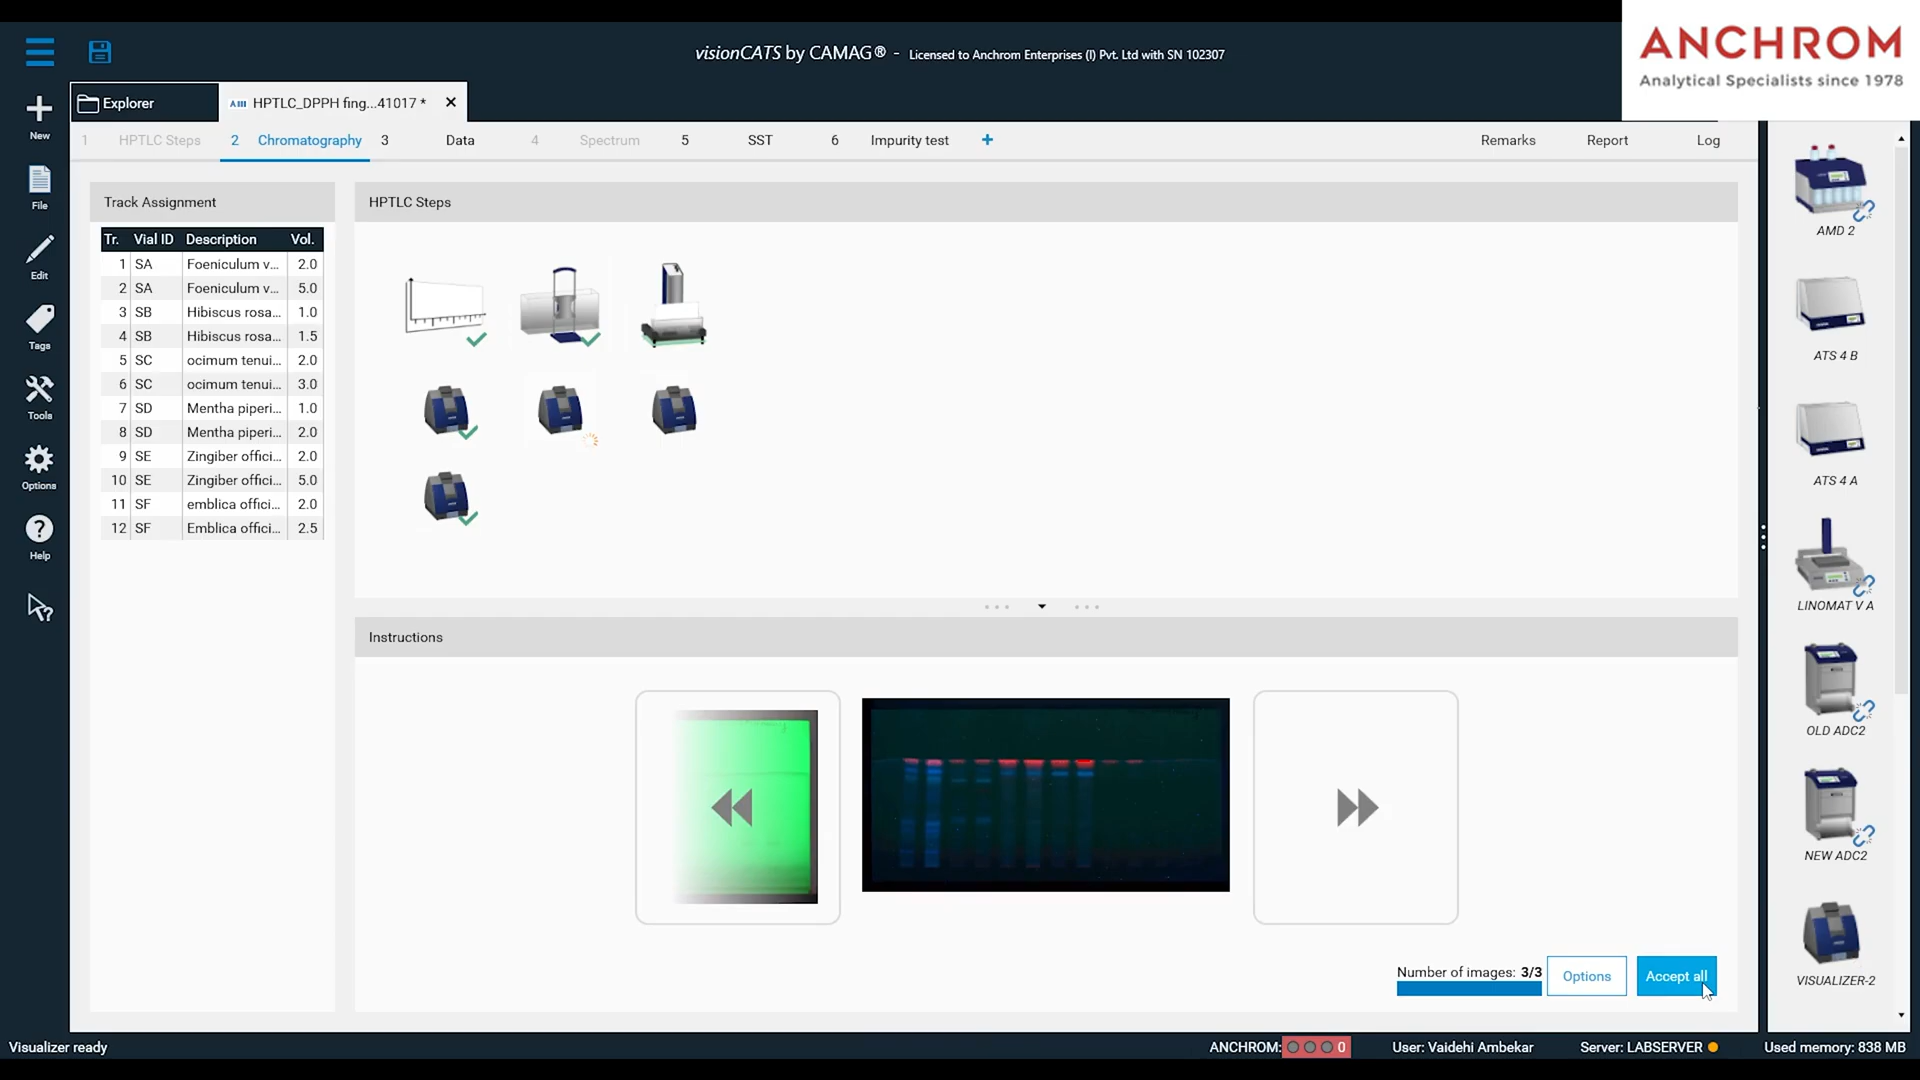 visionCATS by CAMAG® - Licensed to Anchrom Enterprises (I) Pvt. Ltd with SN 102307
ANCHROM
Analytical Specialists since 1978
New
File
Edit
Tags
Tools
Options
Help
Explorer
HPTLC_DPPH fing...41017 *
1 HPTLC Steps 2 Chromatography 3 Data 4 Spectrum 5 SST 6 Impurity test + Remarks Report Log
Track Assignment
Tr. Vial ID Description Vol.
1 SA Foeniculum v... 2.0
2 SA Foeniculum v... 5.0
3 SB Hibiscus rosa... 1.0
4 SB Hibiscus rosa... 1.5
5 SC ocimum tenui... 2.0
6 SC ocimum tenui... 3.0
7 SD Mentha piperi... 1.0
8 SD Mentha piperi... 2.0
9 SE Zingiber offici... 2.0
10 SE Zingiber offici... 5.0
11 SF emblica offici... 2.0
12 SF Emblica offici... 2.5
HPTLC Steps
Instructions
Number of images: 3/3
Options
Accept all
AMD 2
ATS 4 B
ATS 4 A
LINOMAT V A
OLD ADC2
NEW ADC2
VISUALIZER-2
Visualizer ready
ANCHROM: 0
User: Vaidehi Ambekar
Server: LABSERVER
Used memory: 838 MB